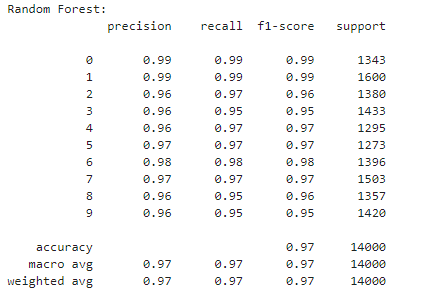 Random Forest:
precision recall f1-score support
0 0.99 0.99 0.99 1343
1 0.99 0.99 0.99 1600
2 0.96 0.97 0.96 1380
3 0.96 0.95 0.95 1433
4 0.96 0.97 0.97 1295
5 0.97 0.97 0.97 1273
6 0.98 0.98 0.98 1396
7 0.97 0.97 0.97 1503
8 0.96 0.95 0.96 1357
9 0.96 0.95 0.95 1420
accuracy 0.97 14000
macro avg 0.97 0.97 0.97 14000
weighted avg 0.97 0.97 0.97 14000